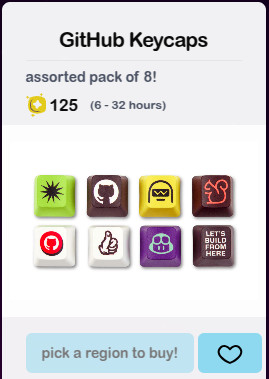 GitHub Keycaps
assorted pack of 8!
125 (6 - 32 hours)
LET'S
BUILD
FROM
HERE
pick a region to buy!